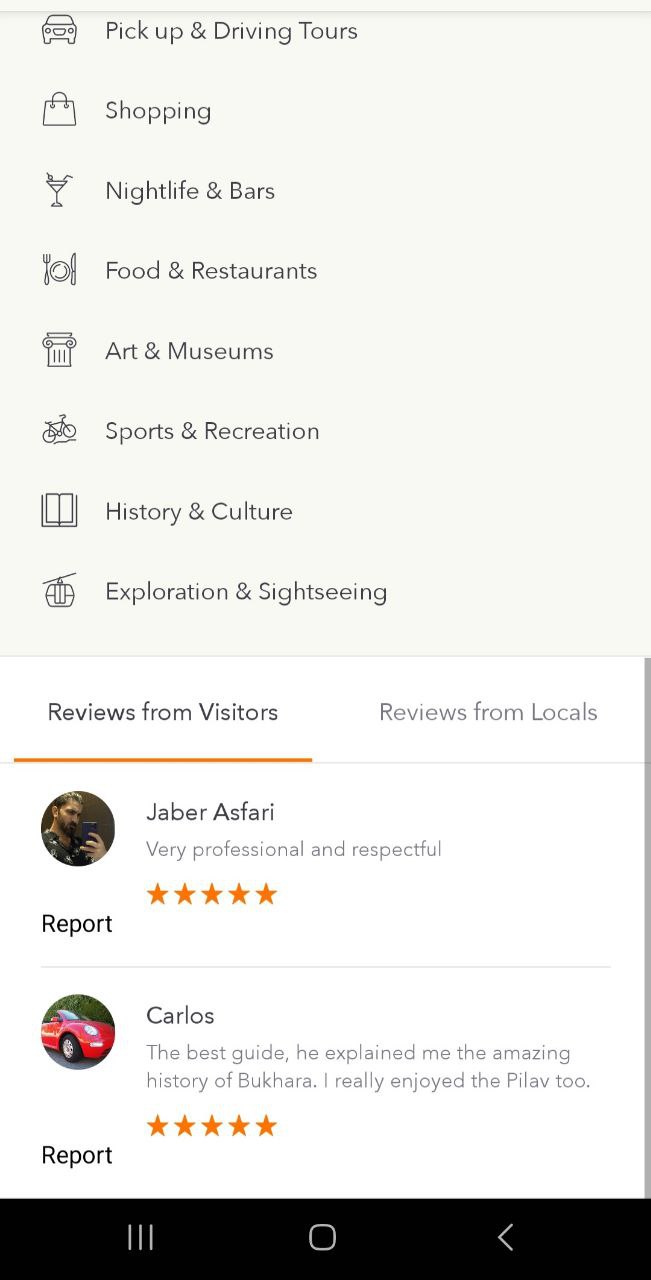 Pick up & Driving Tours
Shopping
Nightlife & Bars
Food & Restaurants
Art & Museums
Sports & Recreation
History & Culture
Exploration & Sightseeing
Reviews from Visitors
Reviews from Locals
Jaber Asfari
Very professional and respectful
Report
Carlos
The best guide, he explained me the amazing
history of Bukhara. I really enjoyed the Pilav too.
Report